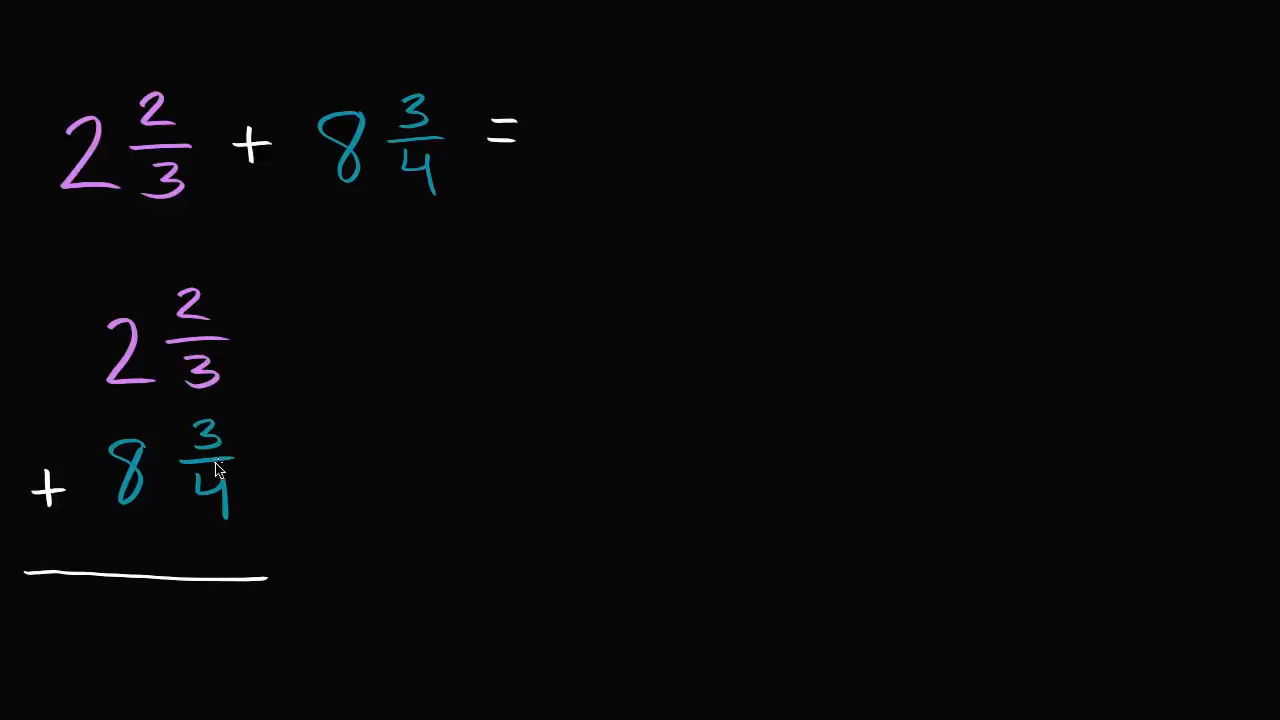 2 2/3 + 8 3/4 =
2 2/3
+ 8 3/4